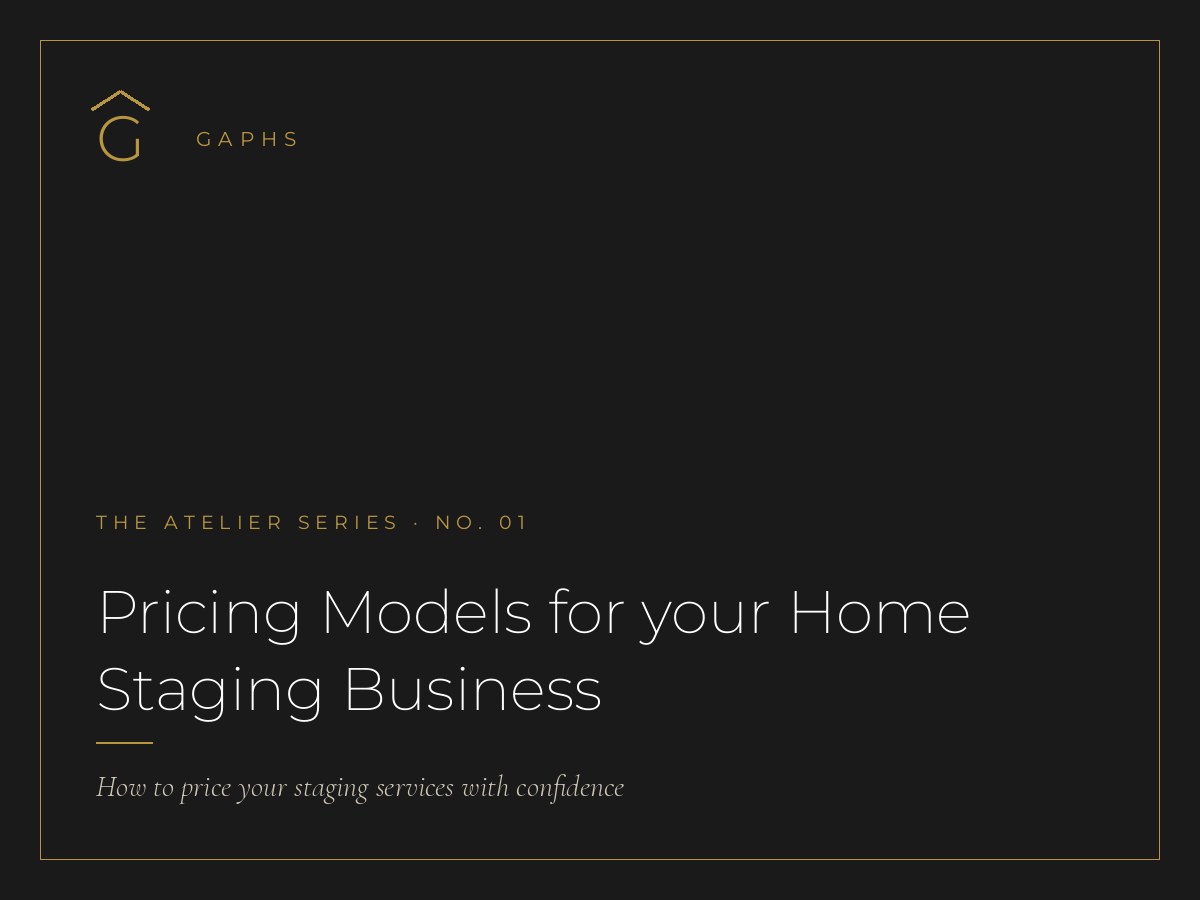 G
GAPHS
THE ATELIER SERIES · NO. 01
Pricing Models for your Home
Staging Business
How to price your staging services with confidence